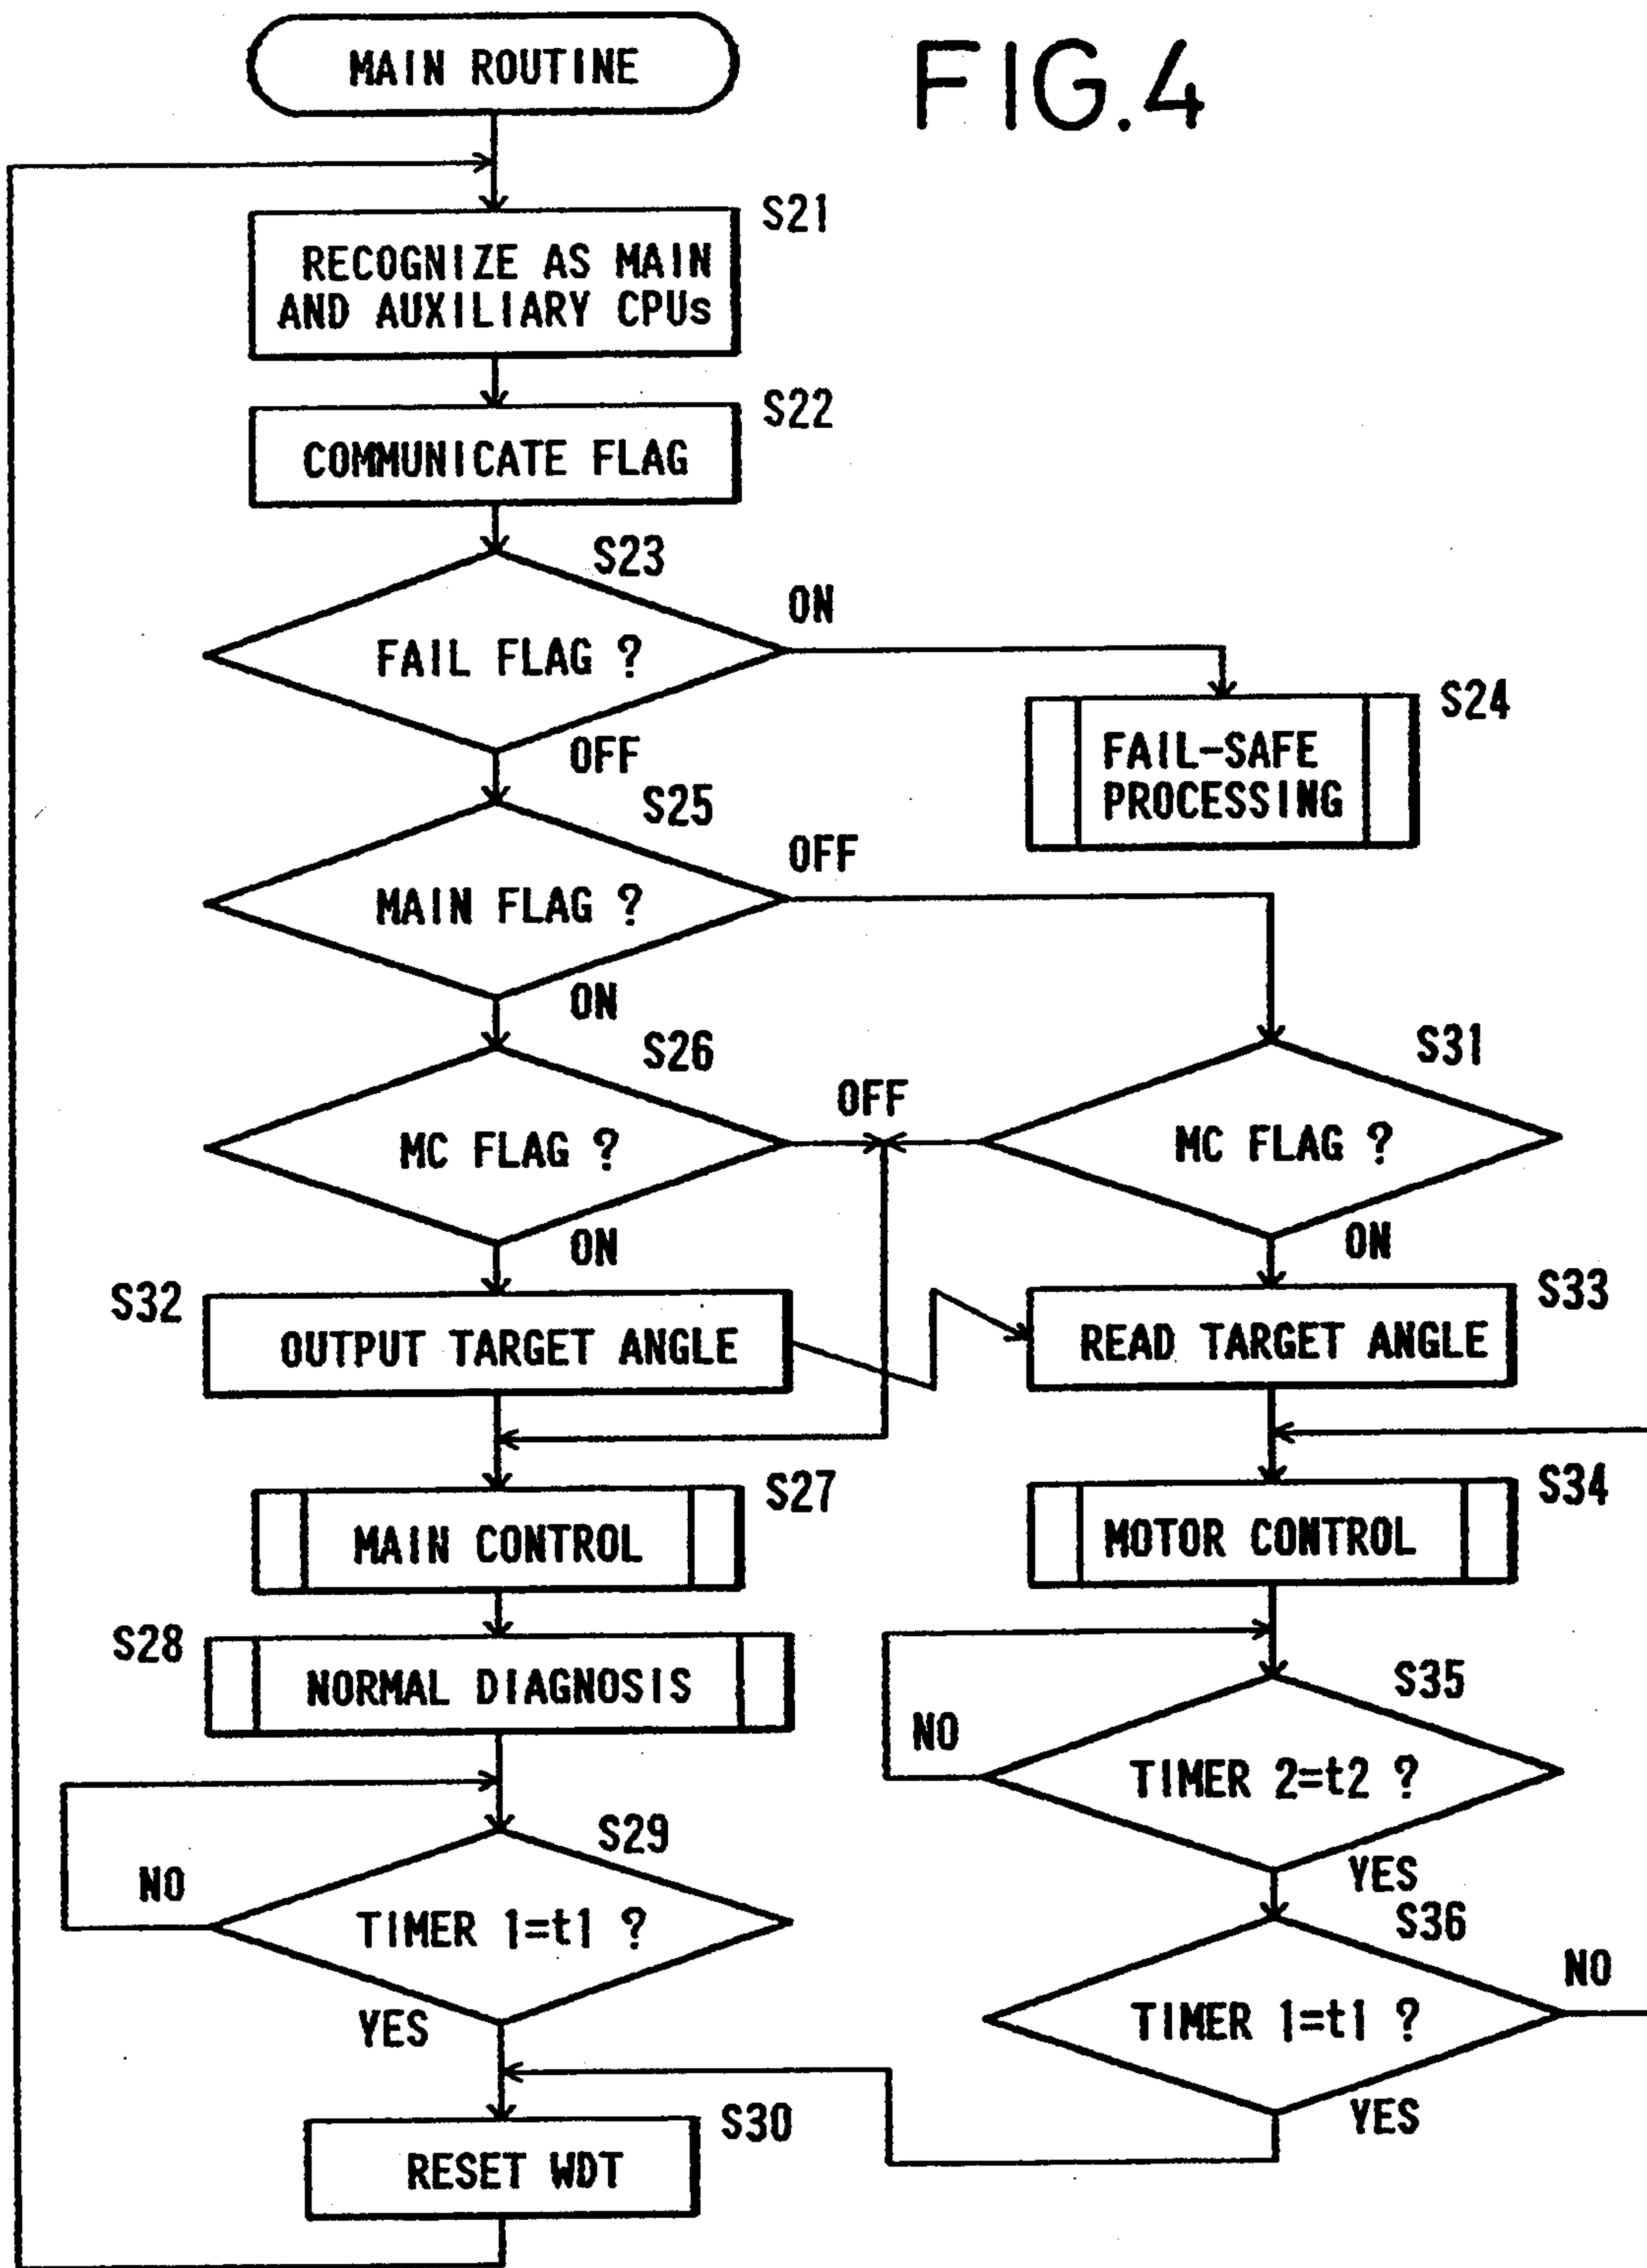 FIG.4
MAIN ROUTINE
S21
RECOGNIZE AS MAIN
AND AUXILIARY CPUs
S22
COMMUNICATE FLAG
S23
FAIL FLAG ?
ON
OFF
S24
FAIL-SAFE
PROCESSING
S25
MAIN FLAG ?
OFF
ON
S26
MC FLAG ?
OFF
ON
S31
MC FLAG ?
ON
S32
OUTPUT TARGET ANGLE
S33
READ TARGET ANGLE
S27
MAIN CONTROL
S34
MOTOR CONTROL
S28
NORMAL DIAGNOSIS
S35
NO
TIMER 2=t2 ?
YES
S29
NO
TIMER 1=t1 ?
YES
S36
NO
TIMER 1=t1 ?
YES
S30
RESET WDT